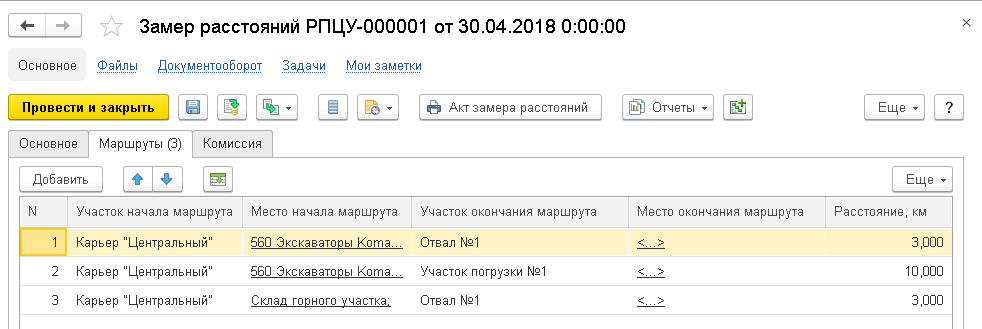 Замер расстояний РПЦУ-000001 от 30.04.2018 0:00:00
Основное Файлы Документооборот Задачи Мои заметки
Провести и закрыть Акт замера расстояний Отчеты Еще ?
Основное Маршруты (3) Комиссия
Добавить Еще
N Участок начала маршрута Место начала маршрута Участок окончания маршрута Место окончания маршрута Расстояние, км
1 Карьер "Центральный" 560 Экскаваторы Кома... Отвал №1 <...> 3,000
2 Карьер "Центральный" 560 Экскаваторы Кома... Участок погрузки №1 <...> 10,000
3 Карьер "Центральный" Склад горного участка; Отвал №1 <...> 3,000